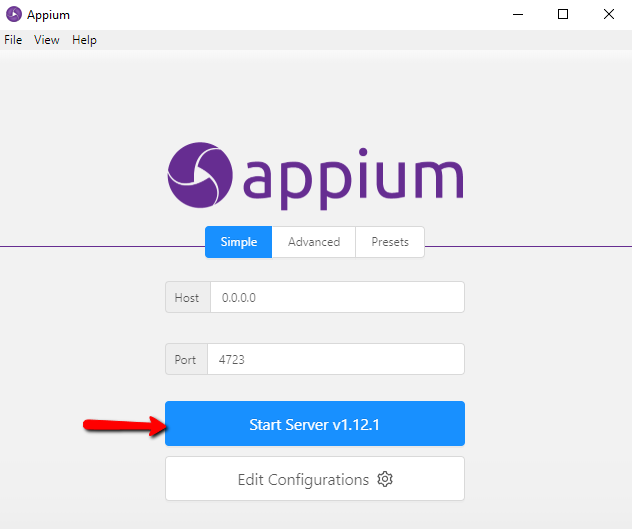 Appium
File View Help
appium
Simple Advanced Presets
Host 0.0.0.0
Port 4723
Start Server v1.12.1
Edit Configurations